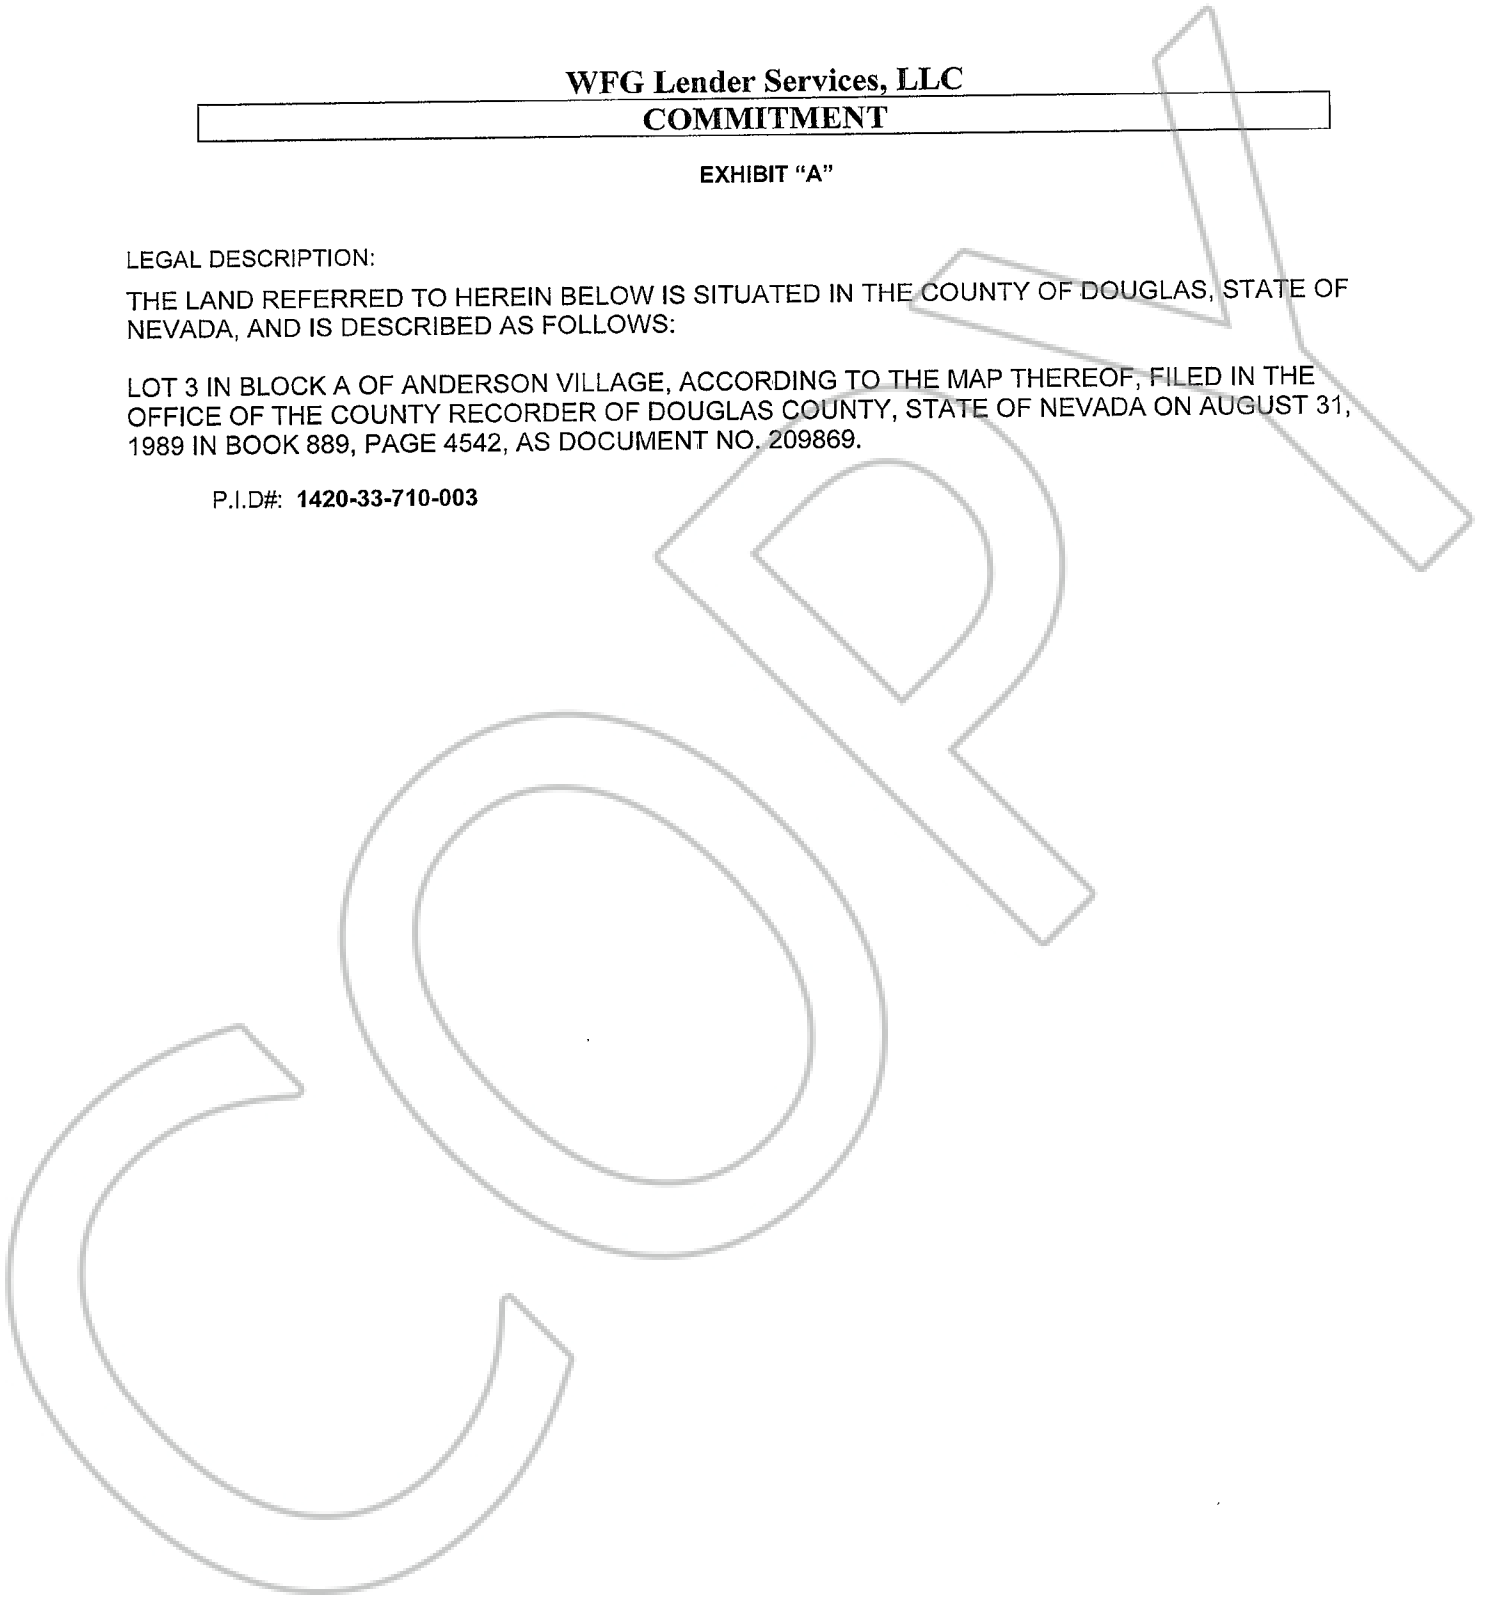 WFG Lender Services, LLC
COMMITMENT
EXHIBIT “A”
LEGAL DESCRIPTION:
THE LAND REFERRED TO HEREIN BELOW IS SITUATED IN THE COUNTY OF DOUGLAS, STATE OF
NEVADA, AND IS DESCRIBED AS FOLLOWS:
LOT 3 IN BLOCK A OF ANDERSON VILLAGE, ACCORDING TO THE MAP THEREOF, FILED IN THE
OFFICE OF THE COUNTY RECORDER OF DOUGLAS COUNTY, STATE OF NEVADA ON AUGUST 31,
1989 IN BOOK 889, PAGE 4542, AS DOCUMENT NO. 209869.
P.I.D#: 1420-33-710-003
COPY